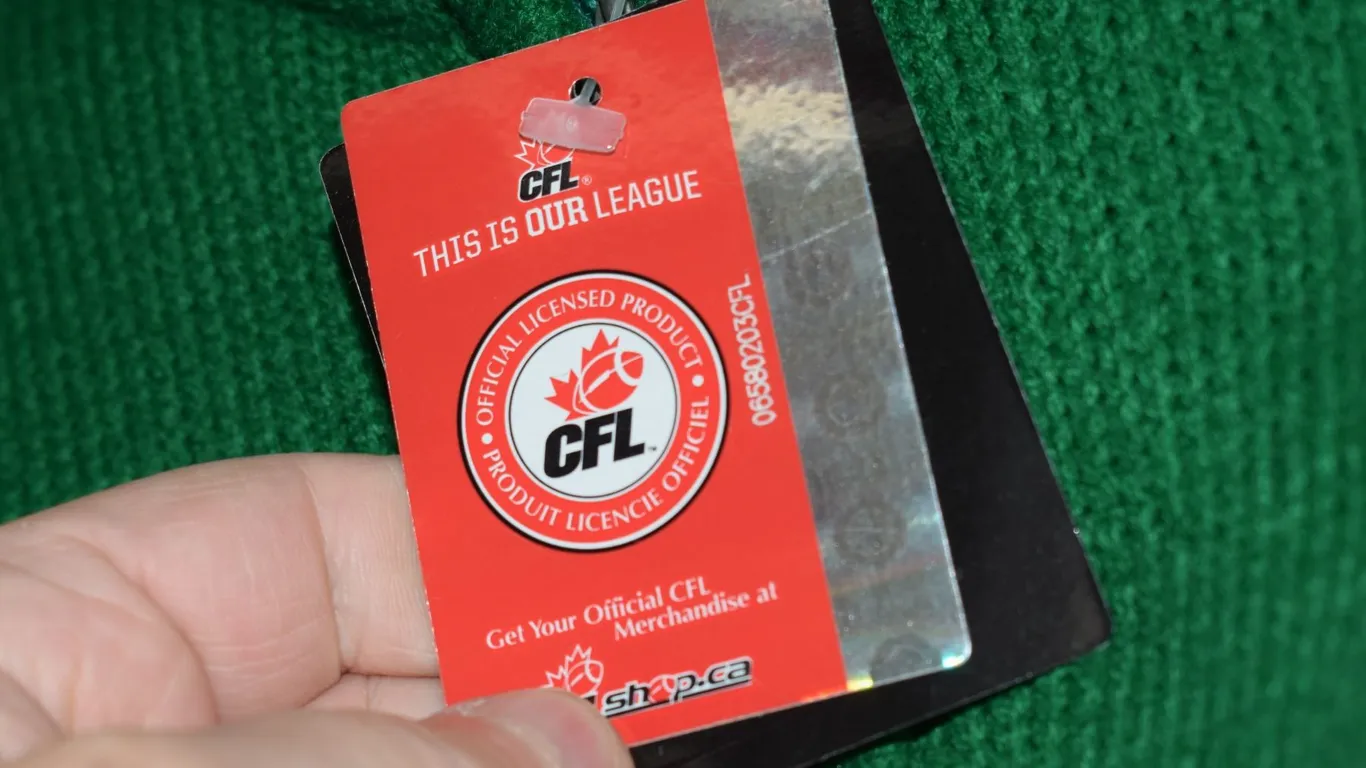 CFL®
THIS IS OUR LEAGUE
OFFICIAL LICENSED PRODUCT
PRODUIT LICENCIE OFFICIEL
CFL™
06580203CFL
Get Your Official CFL
Merchandise at
shop.ca